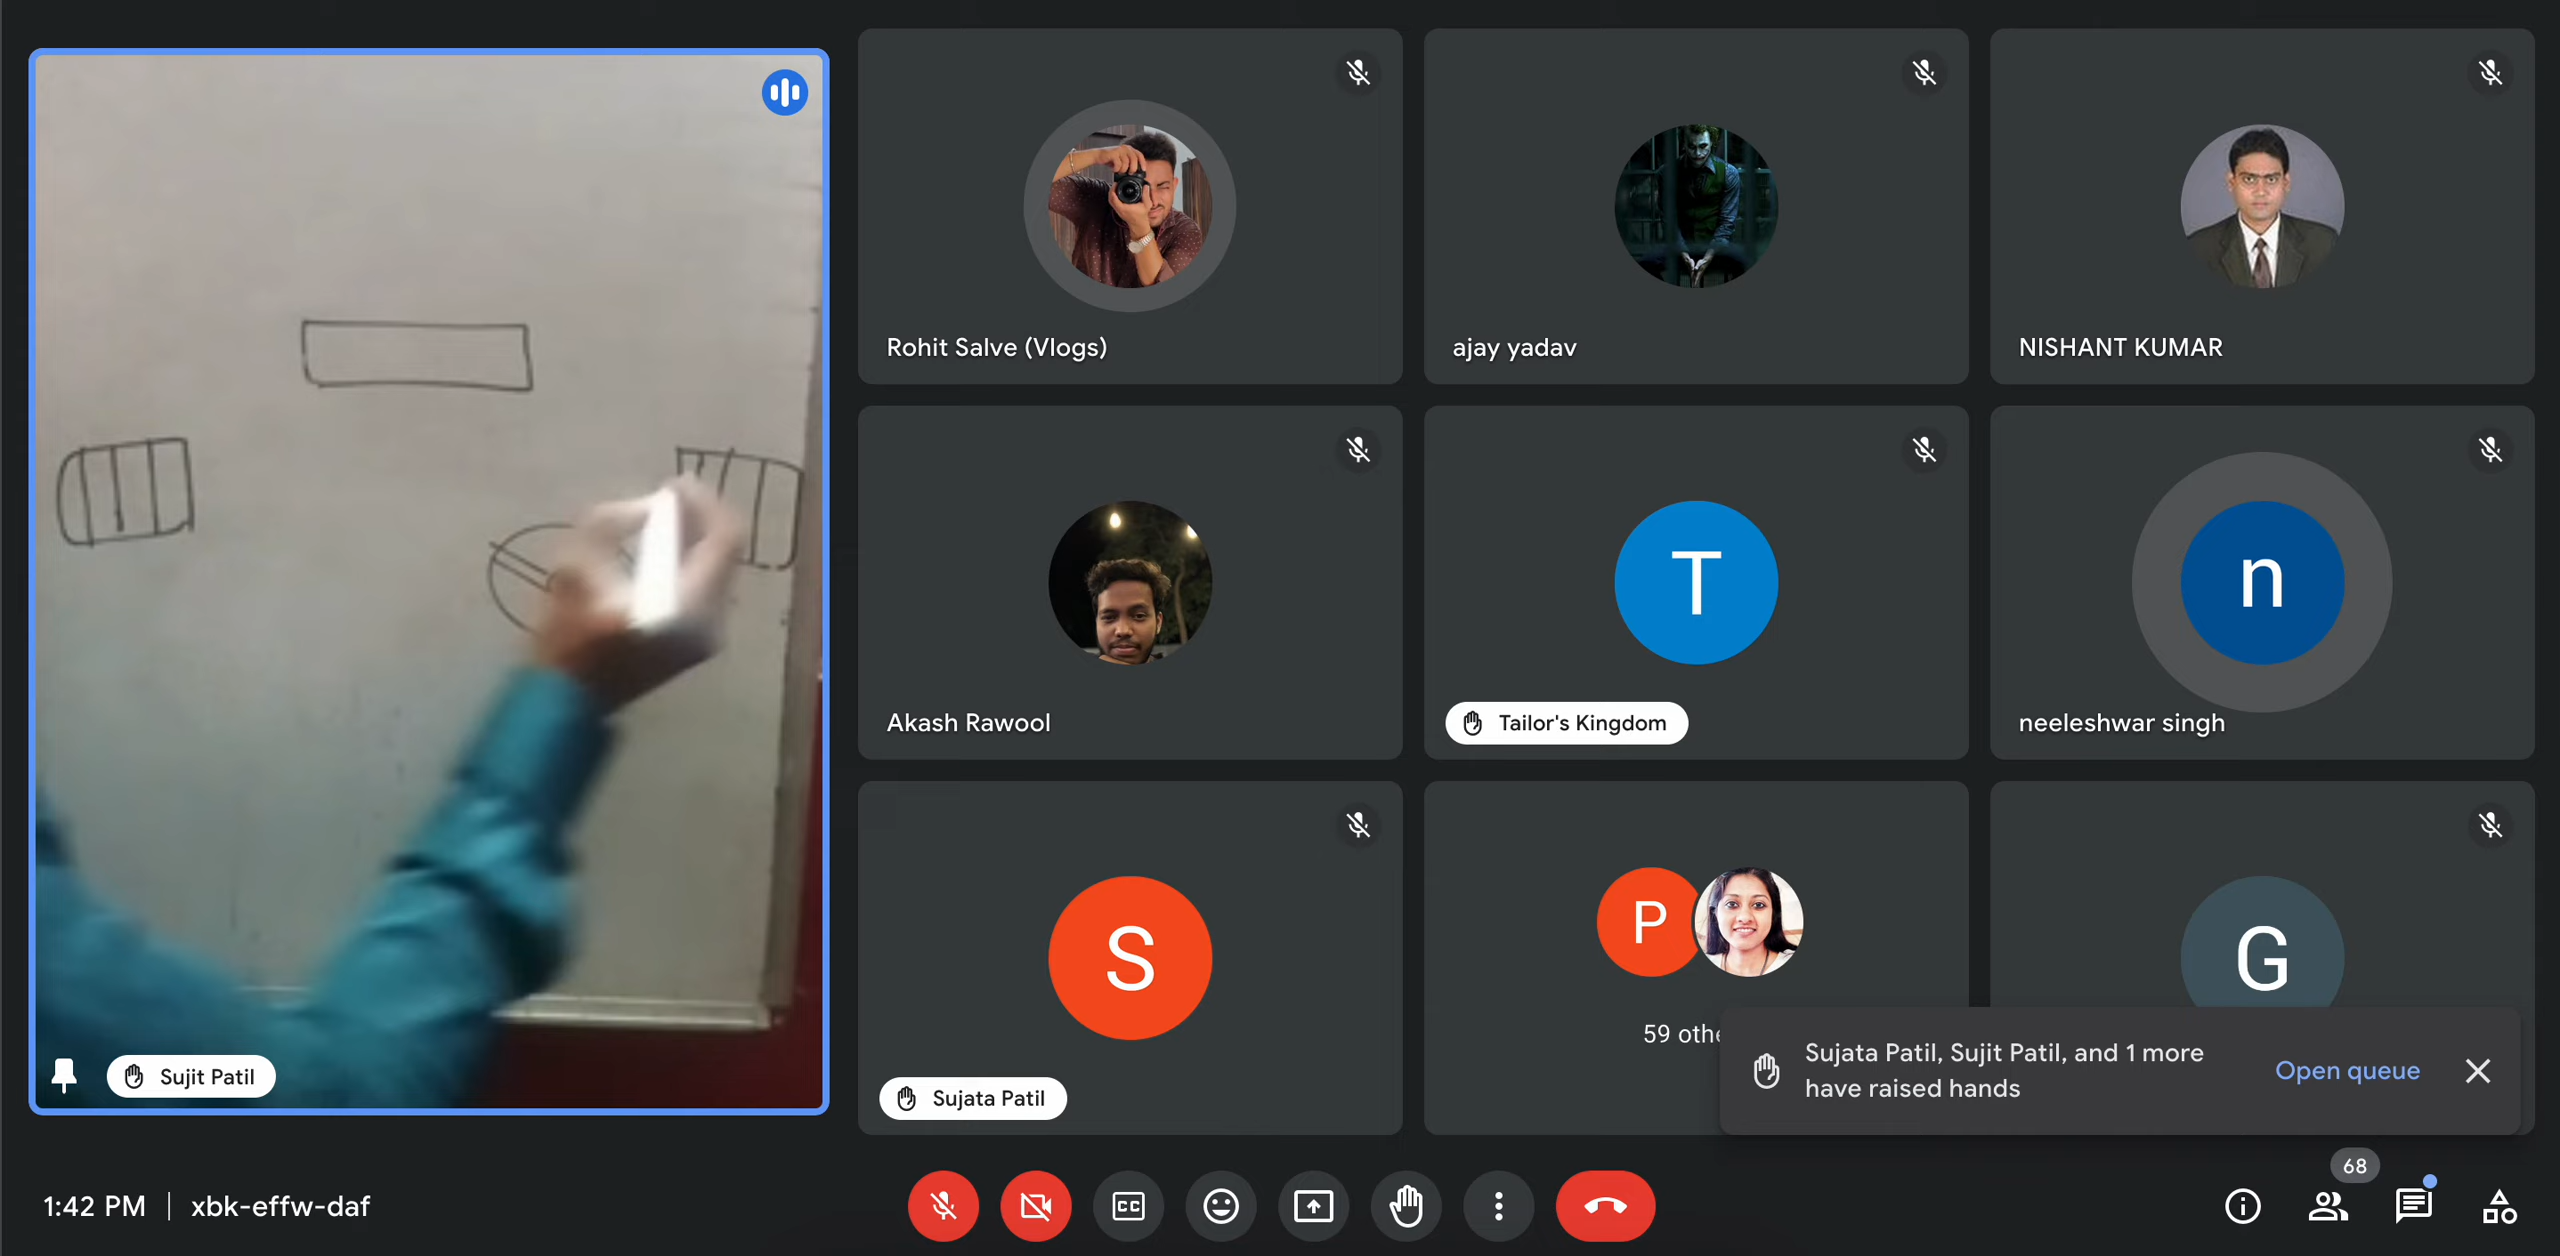 Rohit Salve (Vlogs)
ajay yadav
NISHANT KUMAR
Akash Rawool
T
Tailor's Kingdom
n
neeleshwar singh
S
Sujata Patil
P
59 othe
G
Sujit Patil
Sujata Patil, Sujit Patil, and 1 more
have raised hands
Open queue
1:42 PM | xbk-effw-daf
CC
68